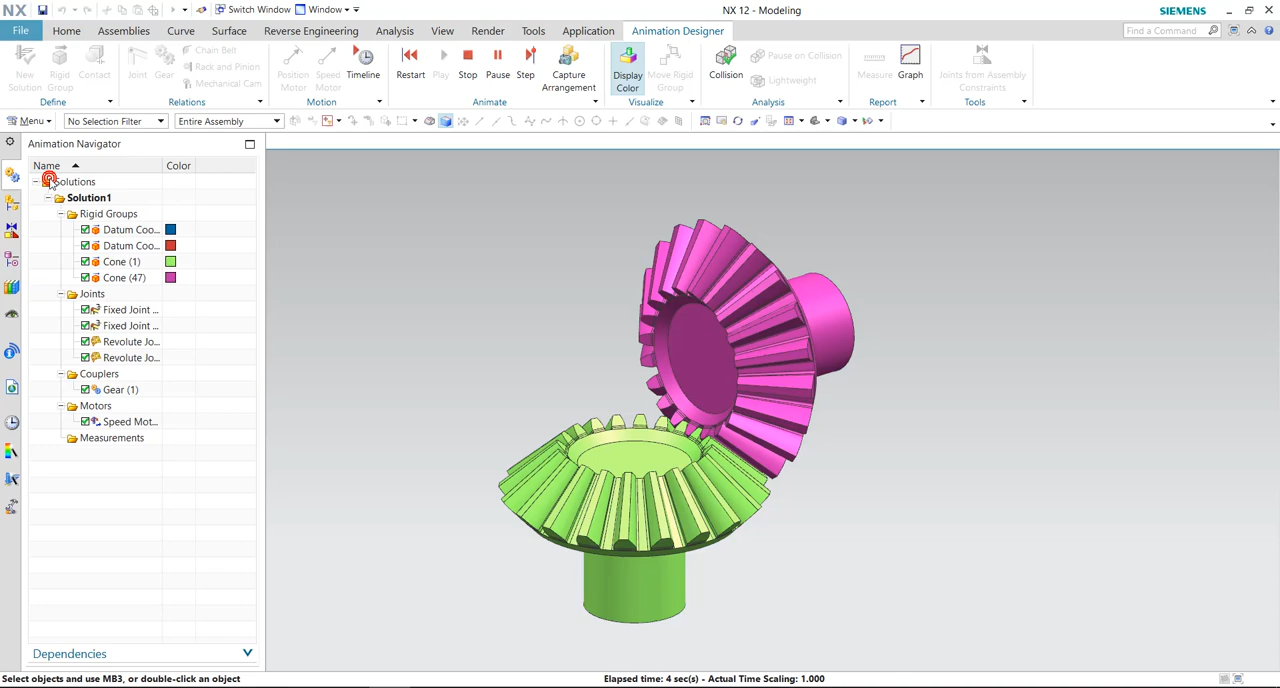 NX Switch Window Window NX 12 - Modeling SIEMENS
File Home Assemblies Curve Surface Reverse Engineering Analysis View Render Tools Application Animation Designer Find a Command
New Solution Rigid Group Contact Joint Gear Chain Belt Rack and Pinion Mechanical Cam Position Motor Speed Motor Timeline Restart Play Stop Pause Step Capture Arrangement Display Color Move Rigid Group Collision Pause on Collision Lightweight Measure Graph Joints from Assembly Constraints
Define Relations Motion Animate Visualize Analysis Report Tools
Menu No Selection Filter Entire Assembly
Animation Navigator
Name Color
Solutions
Solution1
Rigid Groups
Datum Coo...
Datum Coo...
Cone (1)
Cone (47)
Joints
Fixed Joint ...
Fixed Joint ...
Revolute Jo...
Revolute Jo...
Couplers
Gear (1)
Motors
Speed Mot...
Measurements
Dependencies
Select objects and use MB3, or double-click an object Elapsed time: 4 sec(s) - Actual Time Scaling: 1.000